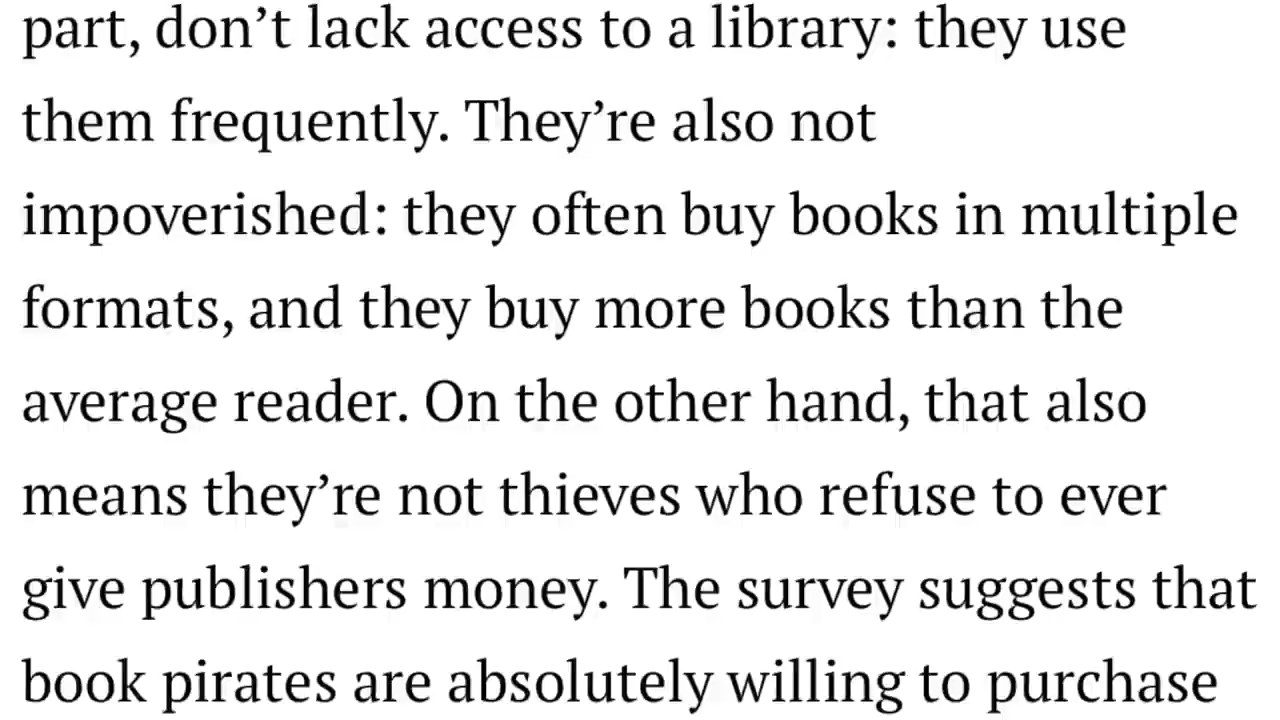 part, don’t lack access to a library: they use
them frequently. They’re also not
impoverished: they often buy books in multiple
formats, and they buy more books than the
average reader. On the other hand, that also
means they’re not thieves who refuse to ever
give publishers money. The survey suggests that
book pirates are absolutely willing to purchase